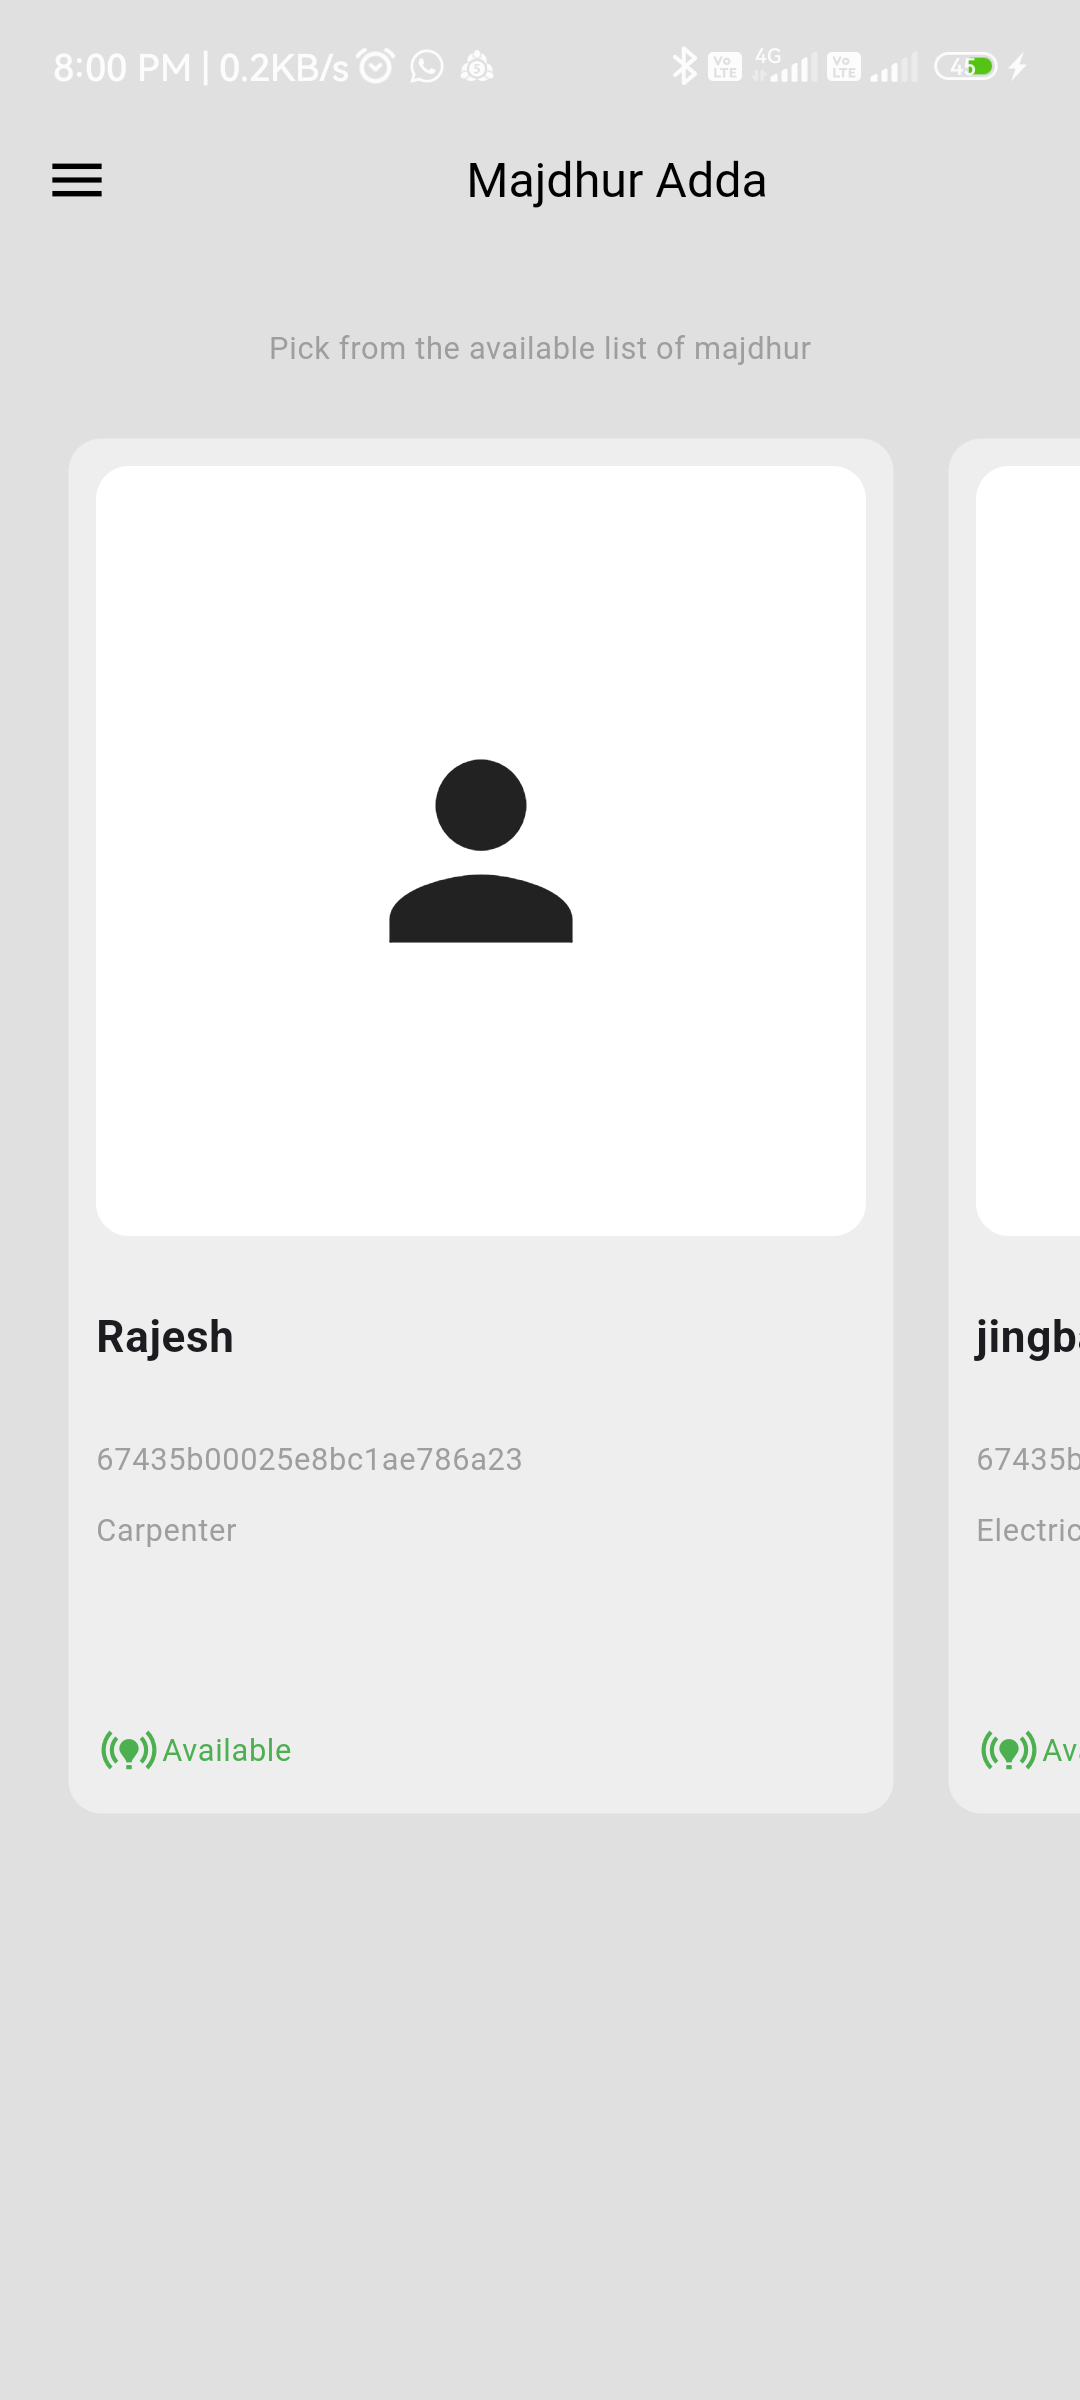 8:00 PM | 0.2KB/s
Vo LTE 4G Vo LTE 45
Majdhur Adda
Pick from the available list of majdhur
Rajesh
67435b00025e8bc1ae786a23
Carpenter
Available
jingb
67435b
Electric
Av